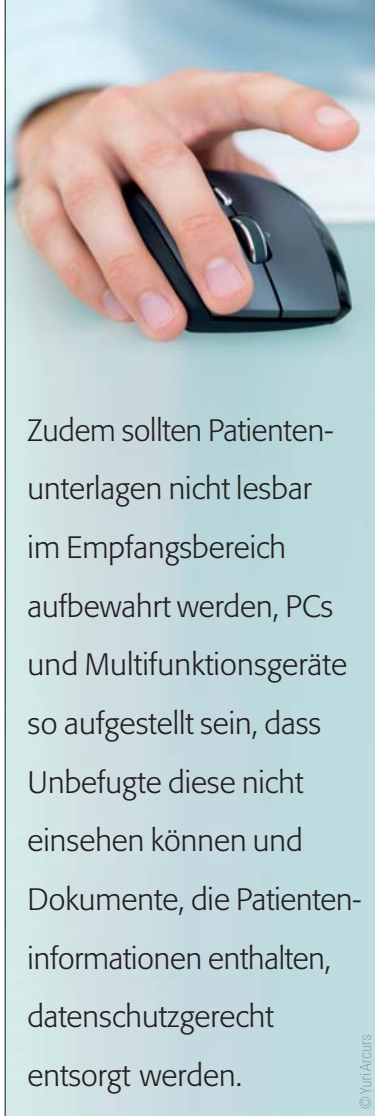 Zudem sollten Patienten-
unterlagen nicht lesbar
im Empfangsbereich
aufbewahrt werden, PCs
und Multifunktionsgeräte
so aufgestellt sein, dass
Unbefugte diese nicht
einsehen können und
Dokumente, die Patienten-
informationen enthalten,
datenschutzgerecht
entsorgt werden.
© Yuri Arcurs